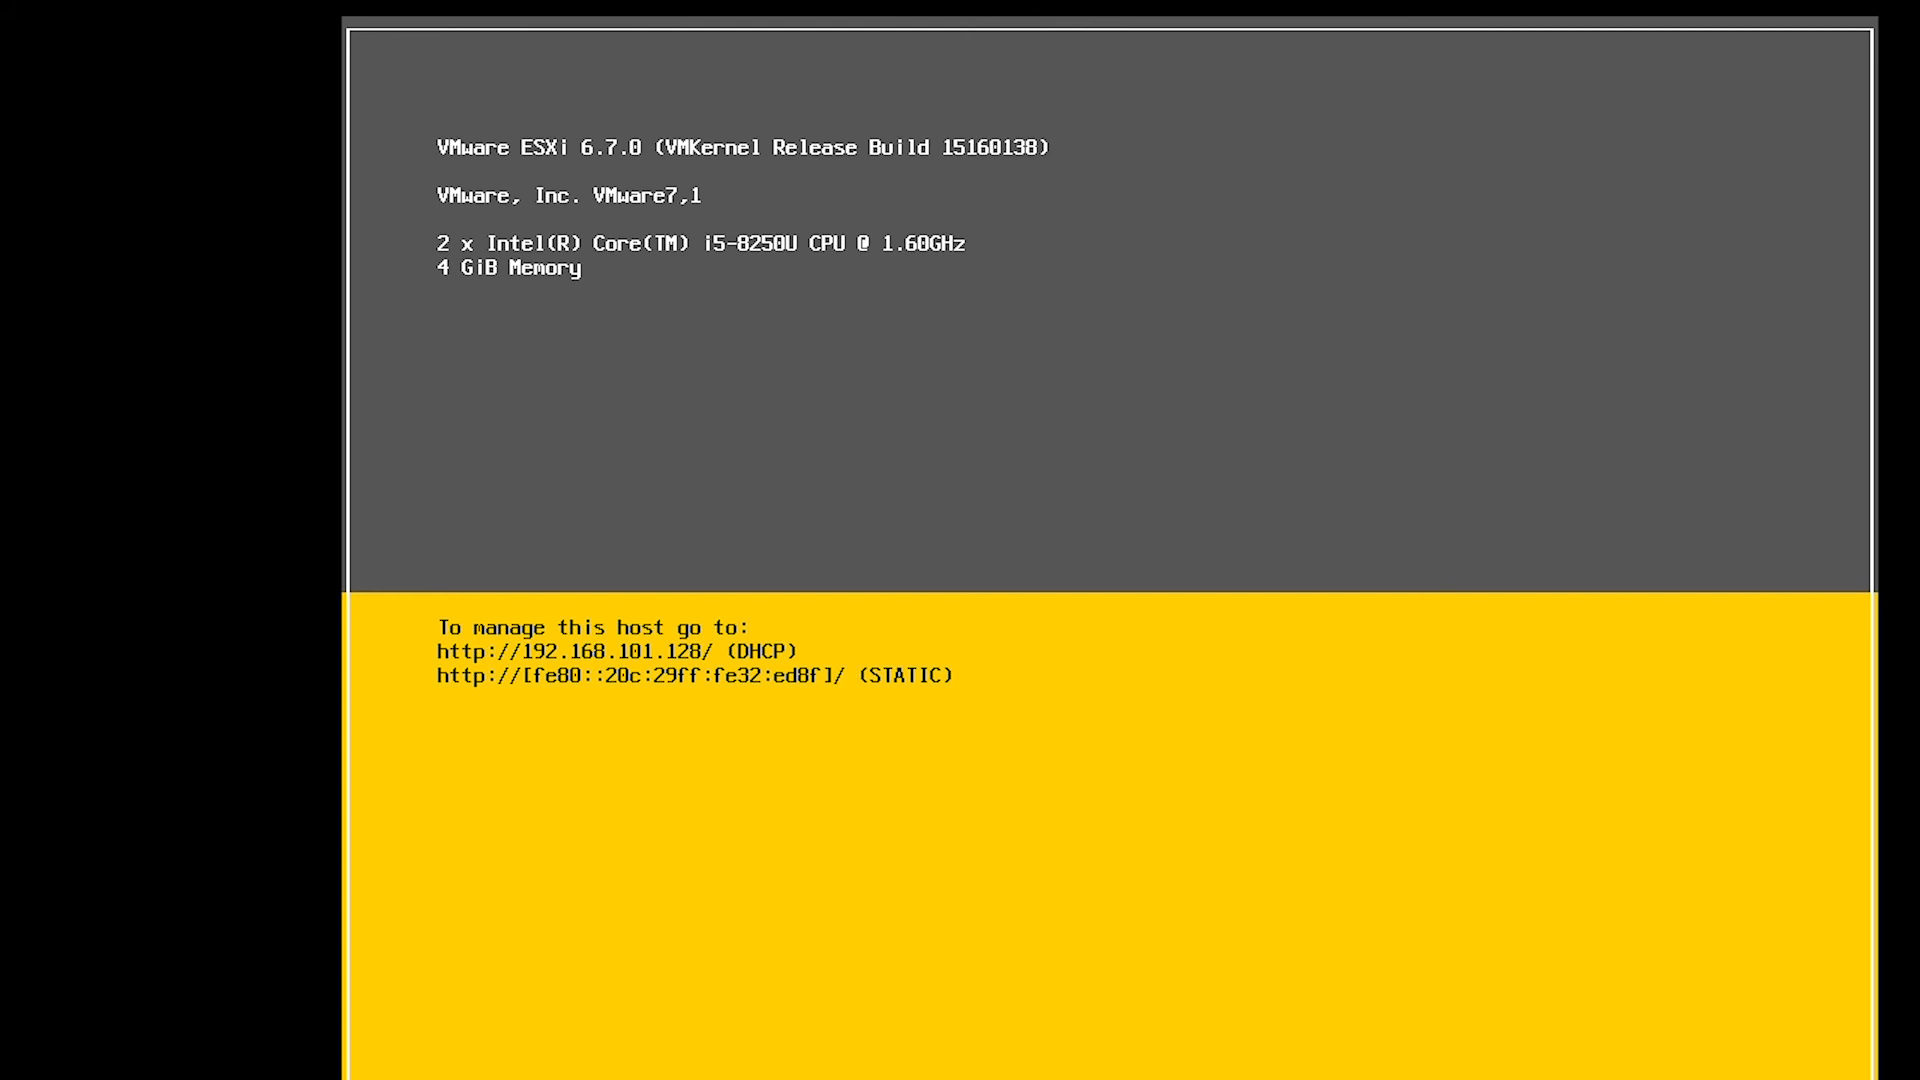 VMware ESXi 6.7.0 (VMKernel Release Build 15160138)
VMware, Inc. VMware7,1
2 x Intel(R) Core(TM) i5-8250U CPU @ 1.60GHz
4 GiB Memory
To manage this host go to:
http://192.168.101.128/ (DHCP)
http://[fe80::20c:29ff:fe32:ed8f]/ (STATIC)